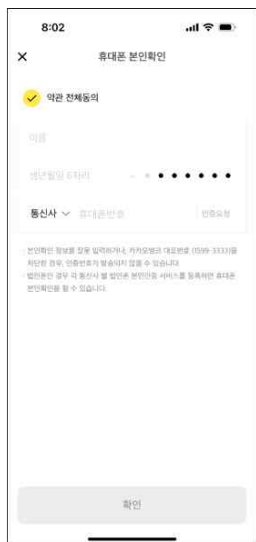 8:02
휴대폰 본인확인
약관 전체동의
이름
생년월일 6자리
통신사 휴대폰번호 인증요청
· 본인확인 정보를 잘못 입력하거나, 카카오뱅크 대표번호 (1599-3333)을
차단한 경우, 인증번호가 발송되지 않을 수 있습니다.
· 법인폰인 경우 각 통신사 별 법인폰 본인인증 서비스를 등록하면 휴대폰
본인확인을 할 수 있습니다.
확인